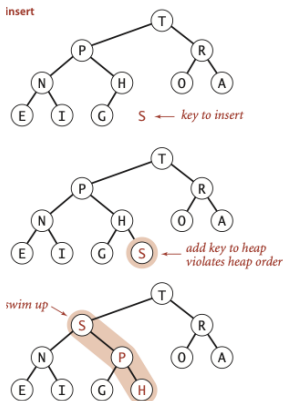 insert
T
P R
N H O A
E I G S key to insert
T
P R
N H O A
E I G S add key to heap
violates heap order
swim up T
S R
N P O A
E I G H